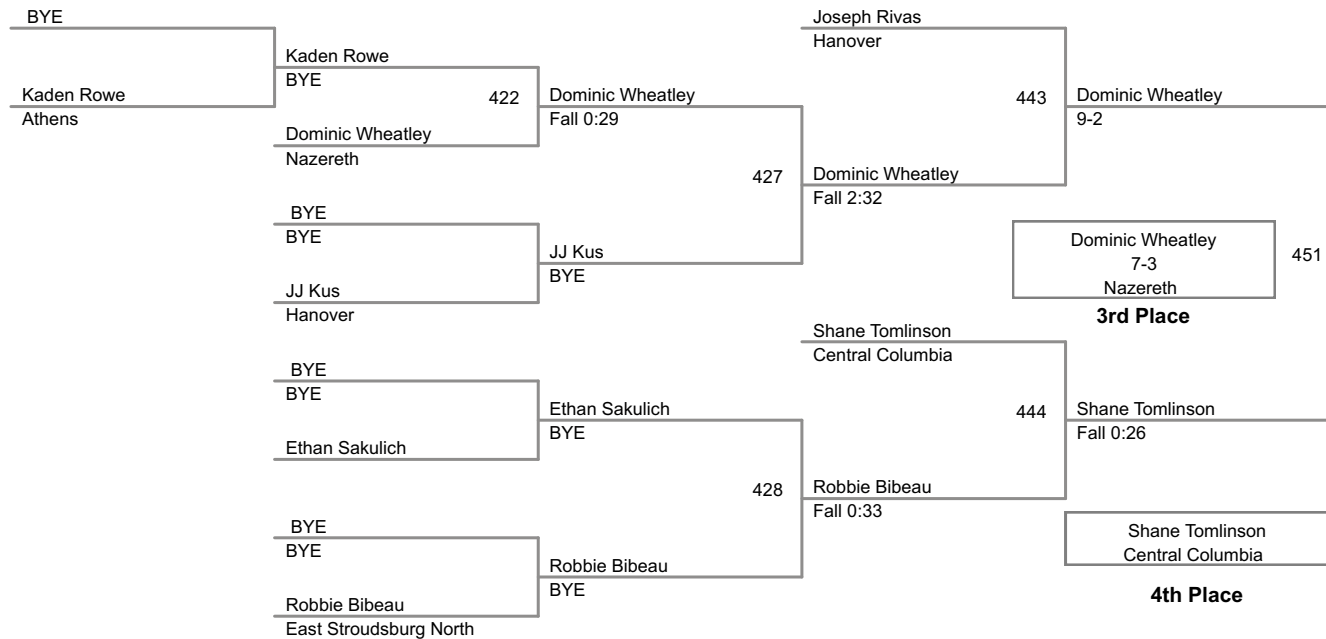 BYE
Kaden Rowe
Athens
Kaden Rowe
BYE
Dominic Wheatley
Nazereth
422
Dominic Wheatley
Fall 0:29
BYE
BYE
JJ Kus
Hanover
JJ Kus
BYE
427
Dominic Wheatley
Fall 2:32
Joseph Rivas
Hanover
443
Dominic Wheatley
9-2
Dominic Wheatley
7-3
Nazereth
451
3rd Place
BYE
BYE
Ethan Sakulich
Ethan Sakulich
BYE
BYE
BYE
Robbie Bibeau
East Stroudsburg North
Robbie Bibeau
BYE
428
Robbie Bibeau
Fall 0:33
Shane Tomlinson
Central Columbia
444
Shane Tomlinson
Fall 0:26
Shane Tomlinson
Central Columbia
4th Place